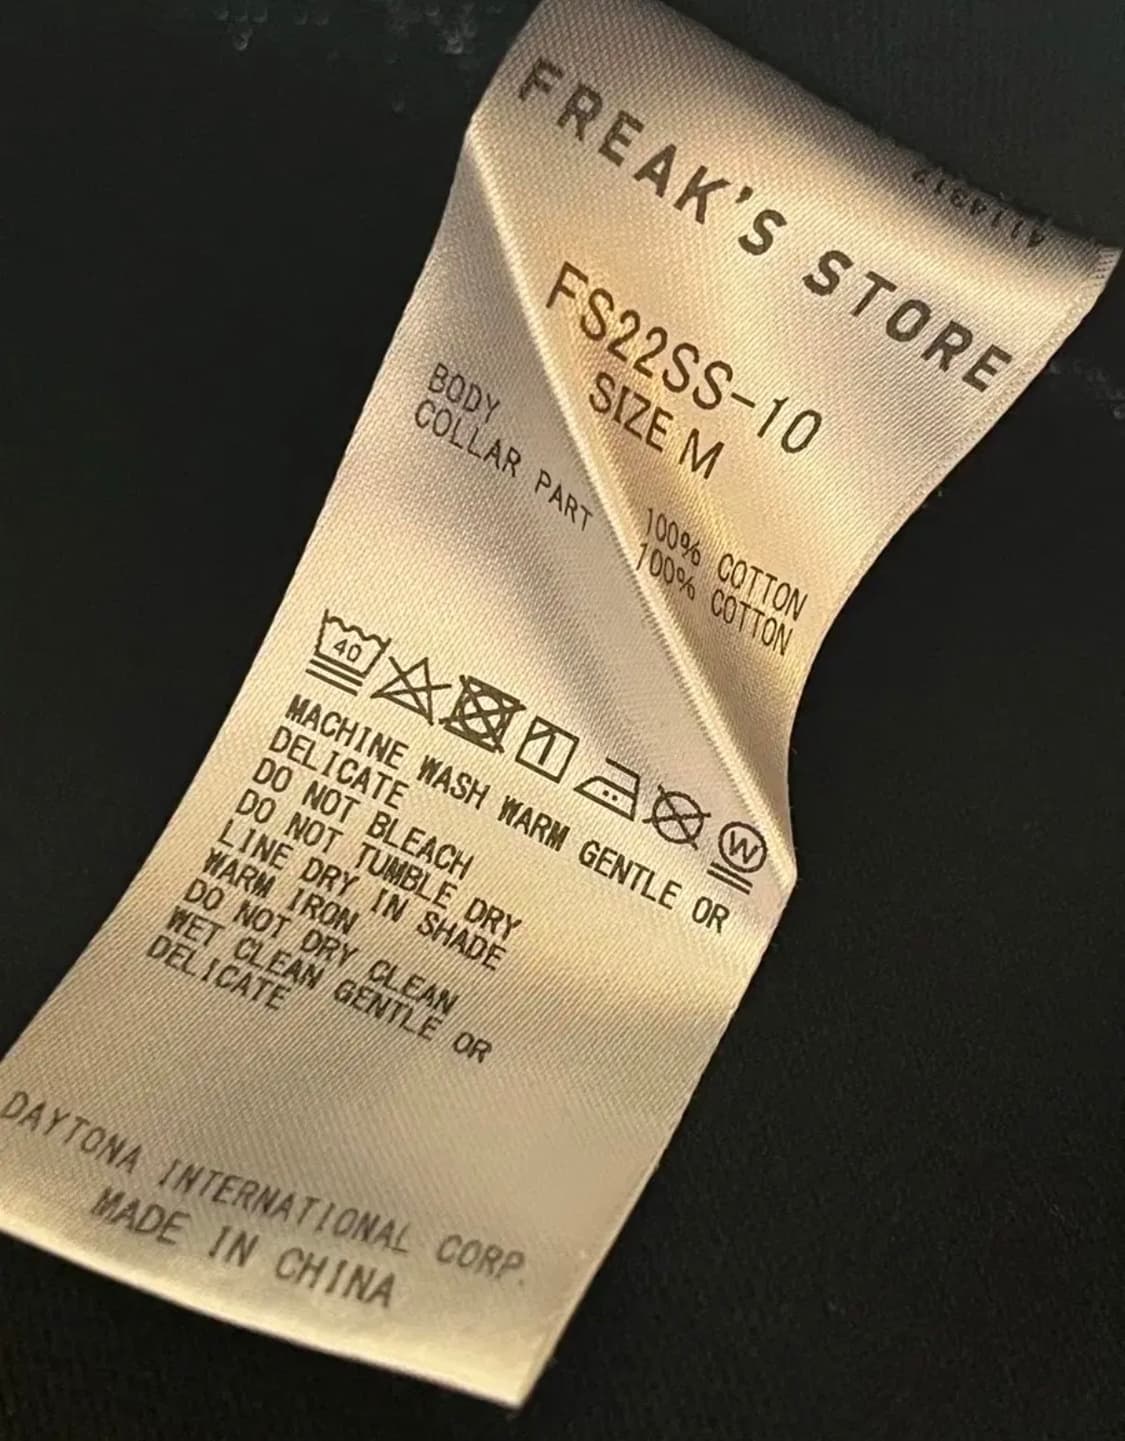 FREAK'S STORE
FS22SS-10
SIZE M
BODY 100% COTTON
COLLAR PART 100% COTTON
40
W
MACHINE WASH WARM GENTLE OR
DELICATE
DO NOT BLEACH
DO NOT TUMBLE DRY
LINE DRY IN SHADE
WARM IRON
DO NOT DRY CLEAN
WET CLEAN GENTLE OR
DELICATE
DAYTONA INTERNATIONAL CORP.
MADE IN CHINA